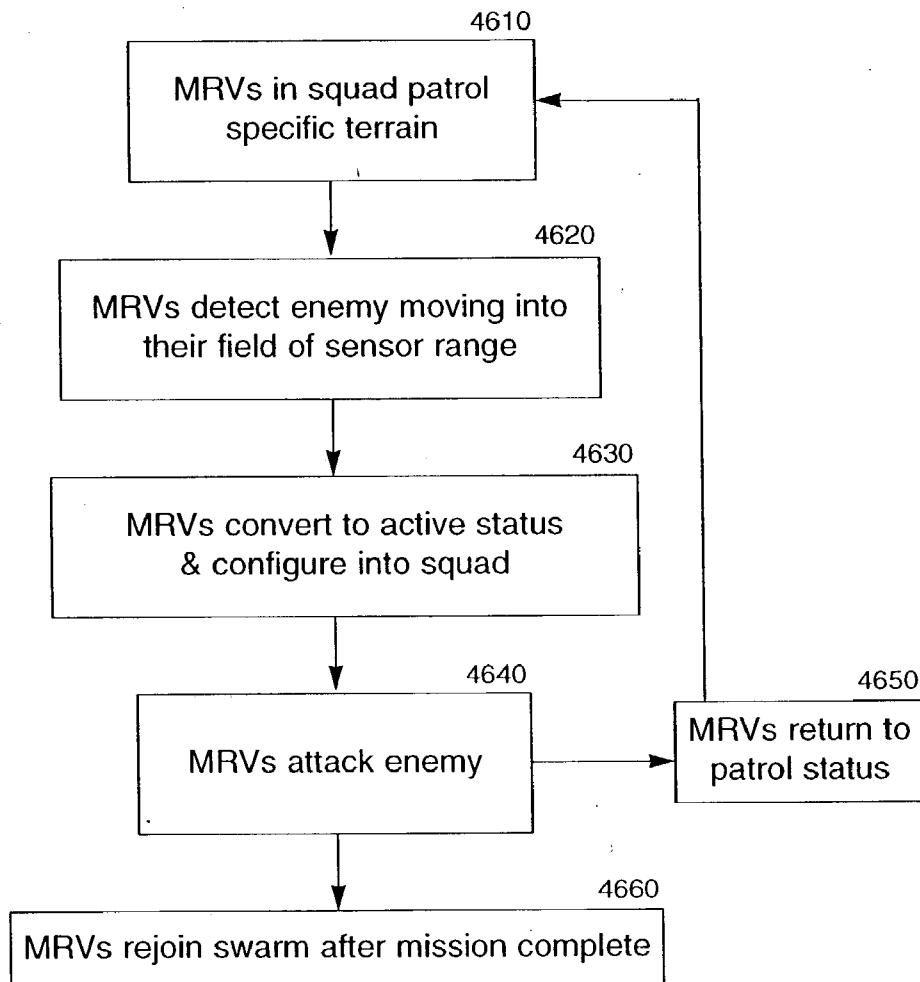 4610
MRVs in squad patrol
specific terrain
4620
MRVs detect enemy moving into
their field of sensor range
4630
MRVs convert to active status
& configure into squad
4640
MRVs attack enemy
4650
MRVs return to
patrol status
4660
MRVs rejoin swarm after mission complete